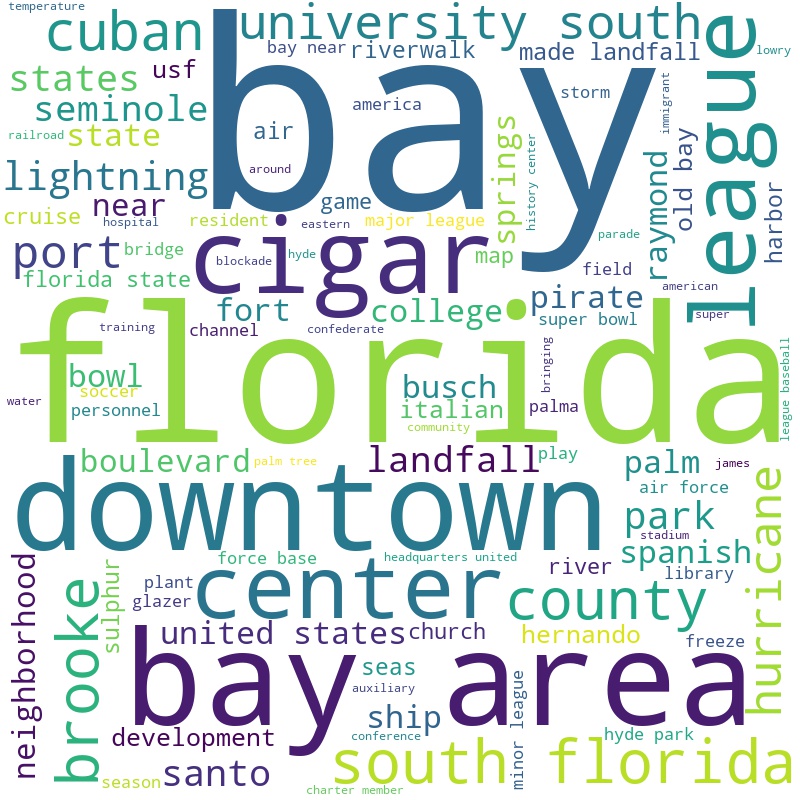 temperature
cuban
university south
bay near
riverwalk
made landfall
league
lowry
bay
states
usf
seminole
railroad
state
air
america
storm
immigrant
old bay
springs
history center
raymond
harbor
lightning
around
near
cruise
hospital
resident
game
eastern
major league
parade
port
bridge
cigar
blockade
hyde
map
field
florida state
american
fort
college
pirate
super bowl
super
training
channel
confederate
florida
bowl
soccer
personnel
water
busch
italian
community
bringing
palma
league baseball
boulevard
palm tree
landfall
play
palm
james
air force
downtown
park
stadium
hurricane
spanish
force base
headquarters united
river
library
neighborhood
brooke
sulphur
plant
glazer
center
county
united states
church
hernando
freeze
bay area
seas
auxiliary
ship
conference
minor league
hyde park
development
season
santo
south florida
charter member